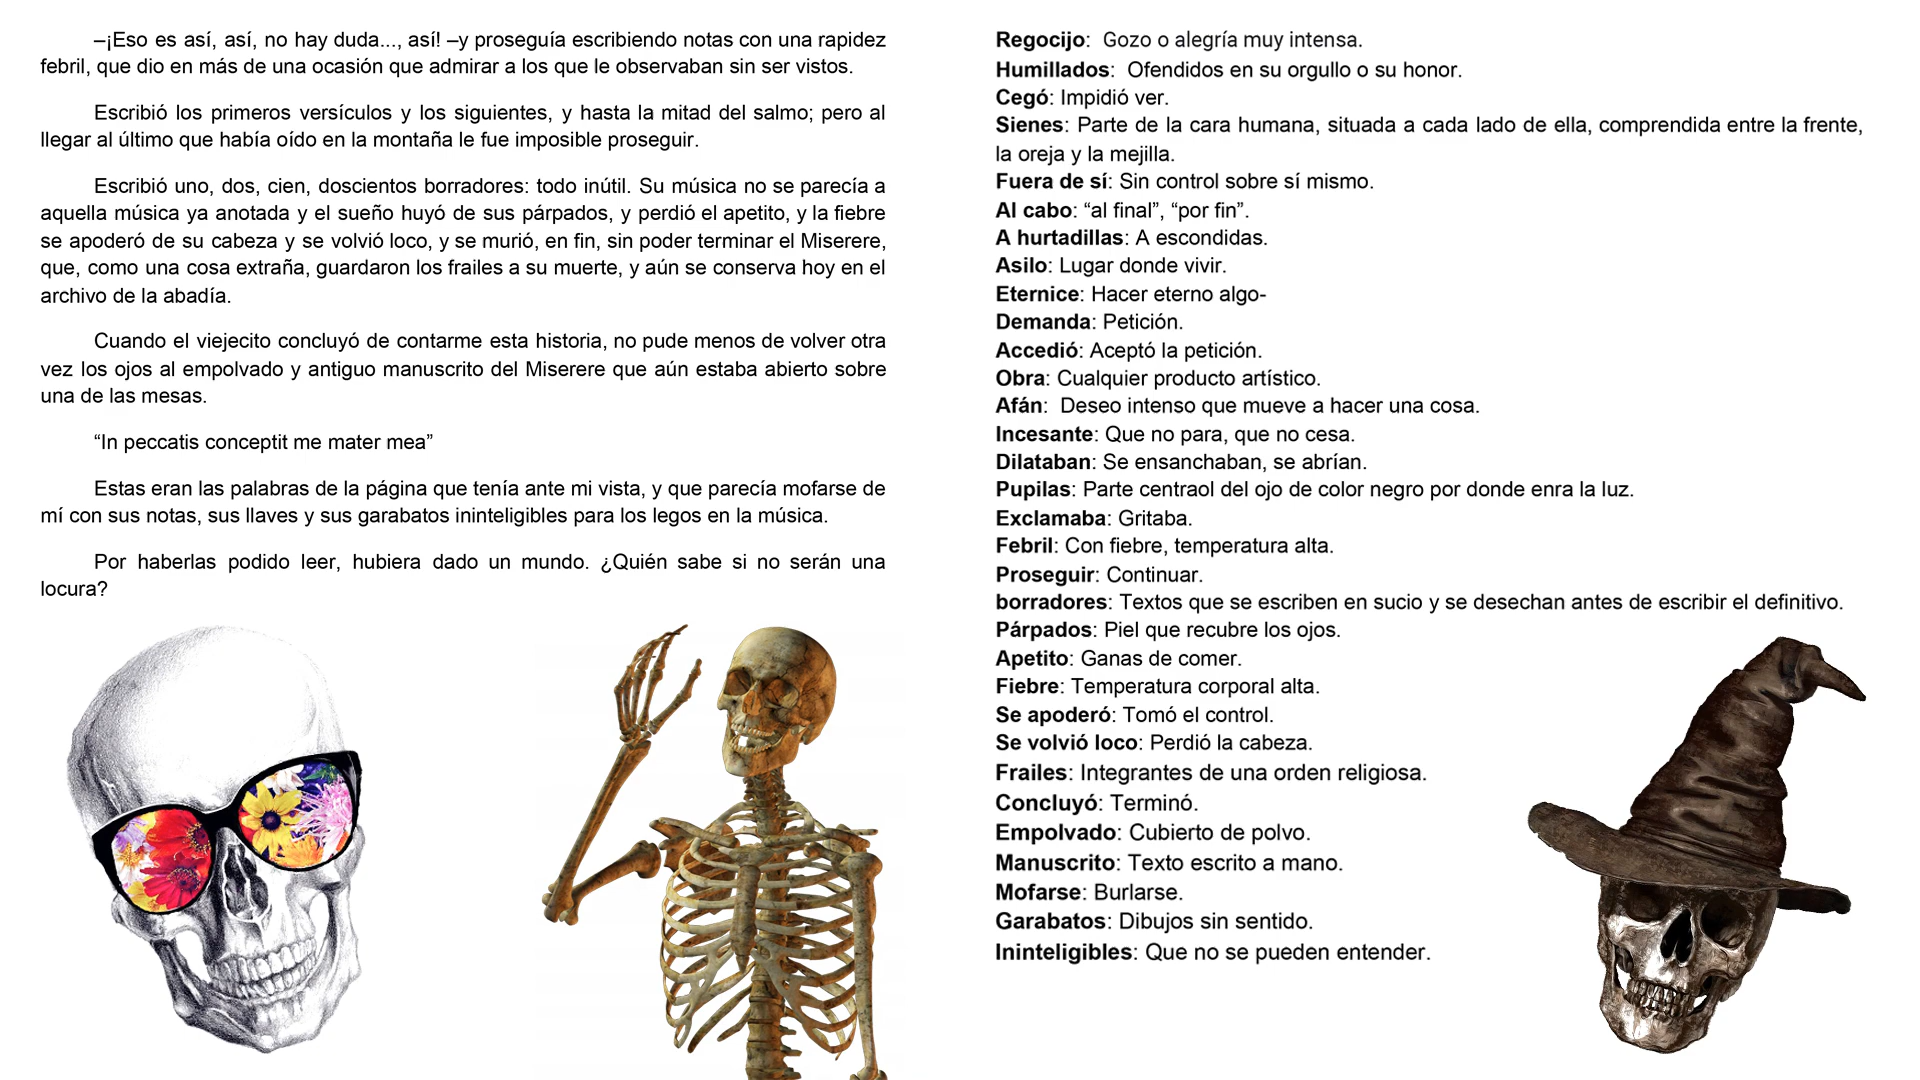 –¡Eso es así, así, no hay duda..., así! –y proseguía escribiendo notas con una rapidez
febril, que dio en más de una ocasión que admirar a los que le observaban sin ser vistos.
Escribió los primeros versículos y los siguientes, y hasta la mitad del salmo; pero al
llegar al último que había oído en la montaña le fue imposible proseguir.
Escribió uno, dos, cien, doscientos borradores: todo inútil. Su música no se parecía a
aquella música ya anotada y el sueño huyó de sus párpados, y perdió el apetito, y la fiebre
se apoderó de su cabeza y se volvió loco, y se murió, en fin, sin poder terminar el Miserere,
que, como una cosa extraña, guardaron los frailes a su muerte, y aún se conserva hoy en el
archivo de la abadía.
Cuando el viejecito concluyó de contarme esta historia, no pude menos de volver otra
vez los ojos al empolvado y antiguo manuscrito del Miserere que aún estaba abierto sobre
una de las mesas.
“In peccatis conceptit me mater mea”
Estas eran las palabras de la página que tenía ante mi vista, y que parecía mofarse de
mí con sus notas, sus llaves y sus garabatos ininteligibles para los legos en la música.
Por haberlas podido leer, hubiera dado un mundo. ¿Quién sabe si no serán una
locura?
Regocijo: Gozo o alegría muy intensa.
Humillados: Ofendidos en su orgullo o su honor.
Cegó: Impidió ver.
Sienes: Parte de la cara humana, situada a cada lado de ella, comprendida entre la frente,
la oreja y la mejilla.
Fuera de sí: Sin control sobre sí mismo.
Al cabo: “al final”, “por fin”.
A hurtadillas: A escondidas.
Asilo: Lugar donde vivir.
Eternice: Hacer eterno algo-
Demanda: Petición.
Accedió: Aceptó la petición.
Obra: Cualquier producto artístico.
Afán: Deseo intenso que mueve a hacer una cosa.
Incesante: Que no para, que no cesa.
Dilataban: Se ensanchaban, se abrían.
Pupilas: Parte centraol del ojo de color negro por donde enra la luz.
Exclamaba: Gritaba.
Febril: Con fiebre, temperatura alta.
Proseguir: Continuar.
borradores: Textos que se escriben en sucio y se desechan antes de escribir el definitivo.
Párpados: Piel que recubre los ojos.
Apetito: Ganas de comer.
Fiebre: Temperatura corporal alta.
Se apoderó: Tomó el control.
Se volvió loco: Perdió la cabeza.
Frailes: Integrantes de una orden religiosa.
Concluyó: Terminó.
Empolvado: Cubierto de polvo.
Manuscrito: Texto escrito a mano.
Mofarse: Burlarse.
Garabatos: Dibujos sin sentido.
Ininteligibles: Que no se pueden entender.